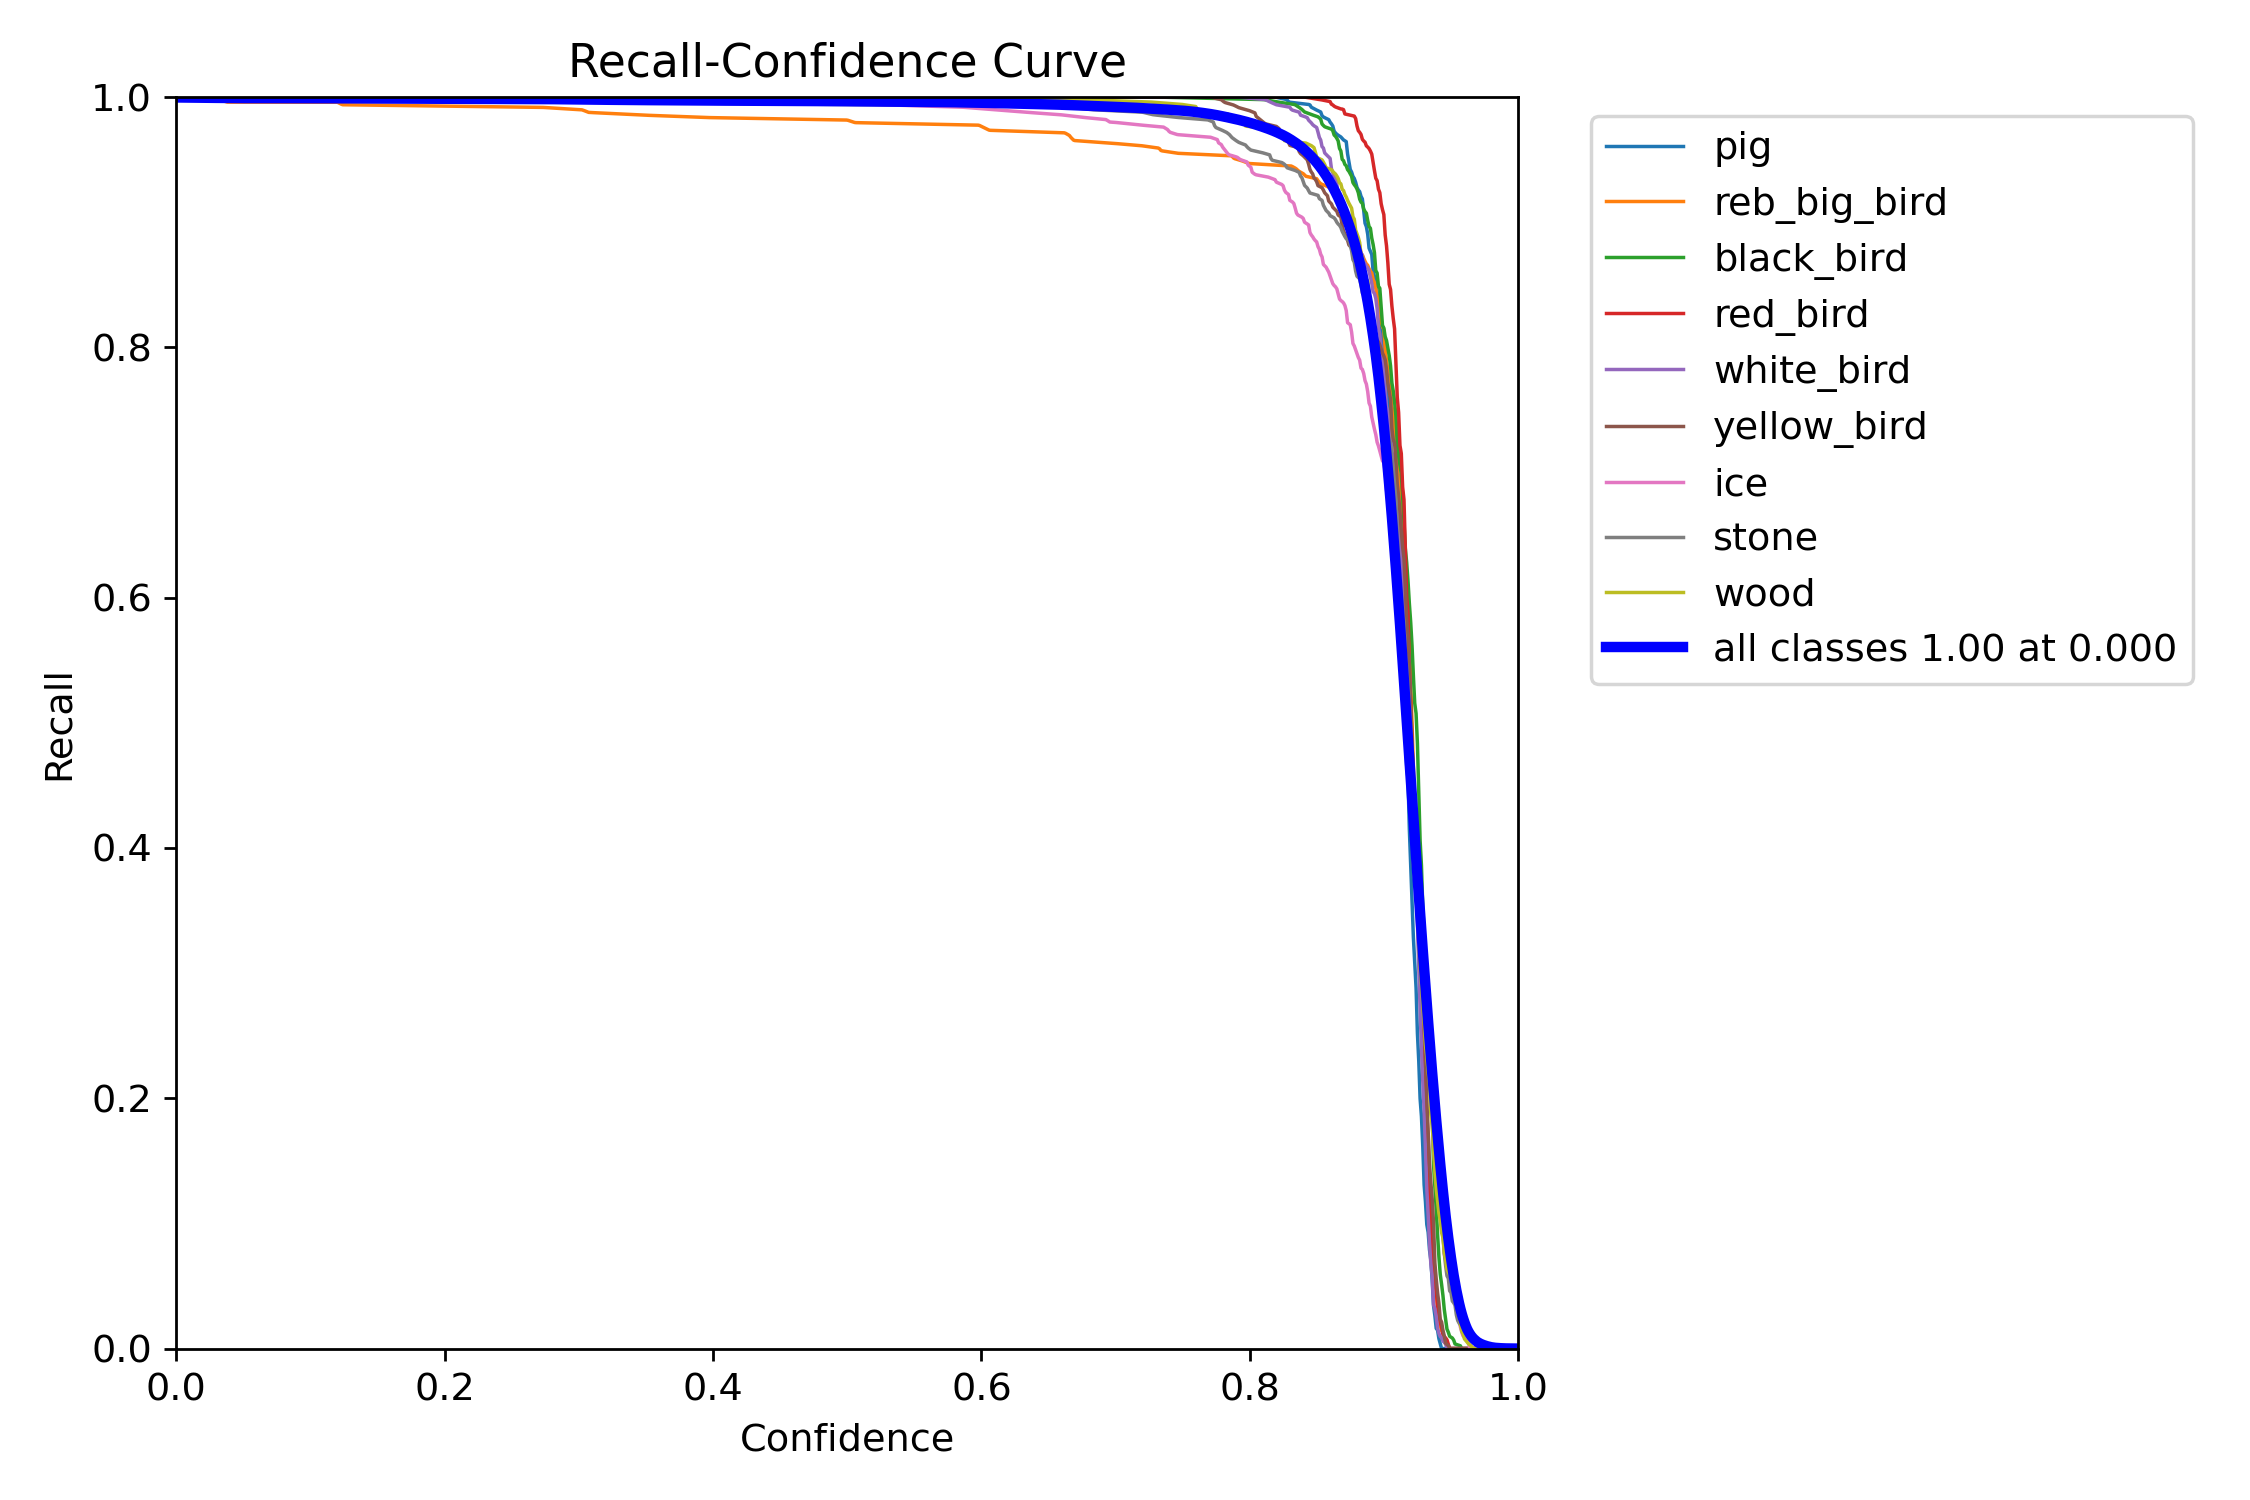 Recall-Confidence Curve
1.0
0.8
0.6
0.4
0.2
0.0
Recall
0.0 0.2 0.4 0.6 0.8 1.0
Confidence
pig
reb_big_bird
black_bird
red_bird
white_bird
yellow_bird
ice
stone
wood
all classes 1.00 at 0.000